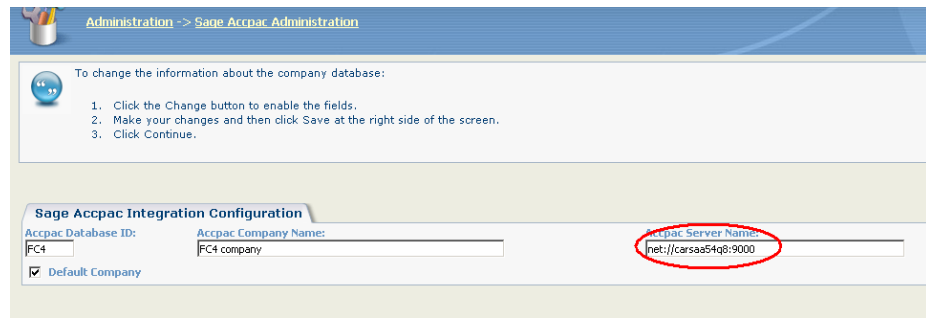 Administration -> Sage Accpac Administration
To change the information about the company database:
1. Click the Change button to enable the fields.
2. Make your changes and then click Save at the right side of the screen.
3. Click Continue.
Sage Accpac Integration Configuration
Accpac Database ID: Accpac Company Name: Accpac Server Name:
FC4 FC4 company net://carsaa54q8:9000
Default Company